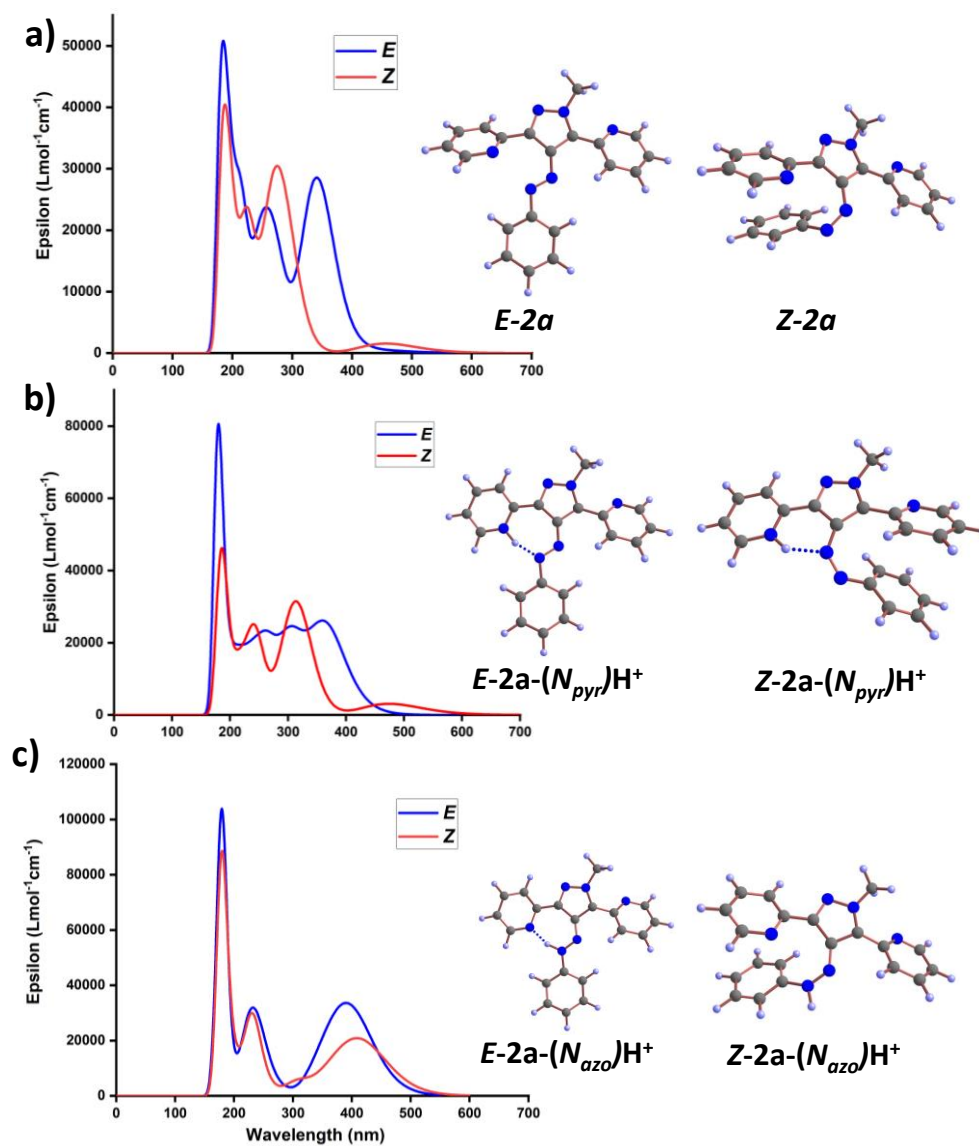 a)
E
Z
Epsilon (Lmol⁻¹cm⁻¹)
50000
40000
30000
20000
10000
0
0 100 200 300 400 500 600 700
E-2a
Z-2a
b)
E
Z
Epsilon (Lmol⁻¹cm⁻¹)
80000
60000
40000
20000
0
0 100 200 300 400 500 600 700
E-2a-(Npyr)H⁺
Z-2a-(Npyr)H⁺
c)
E
Z
Epsilon (Lmol⁻¹cm⁻¹)
120000
100000
80000
60000
40000
20000
0
0 100 200 300 400 500 600 700
Wavelength (nm)
E-2a-(Nazo)H⁺
Z-2a-(Nazo)H⁺